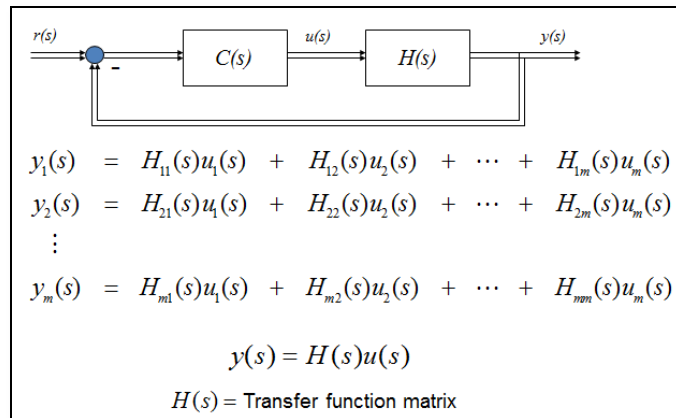 r(s) u(s) y(s)
- C(s) H(s)
y₁(s) = H₁₁(s)u₁(s) + H₁₂(s)u₂(s) + ⋯ + H₁ₘ(s)uₘ(s)
y₂(s) = H₂₁(s)u₁(s) + H₂₂(s)u₂(s) + ⋯ + H₂ₘ(s)uₘ(s)
⋮
yₘ(s) = Hₘ₁(s)u₁(s) + Hₘ₂(s)u₂(s) + ⋯ + Hₘₘ(s)uₘ(s)
y(s) = H(s)u(s)
H(s) = Transfer function matrix